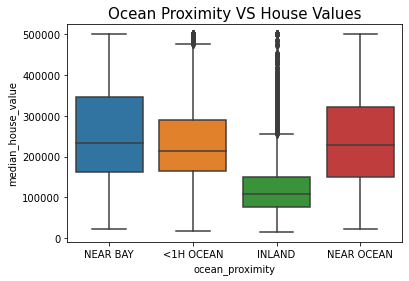 Ocean Proximity VS House Values
500000
400000
300000
200000
100000
0
median_house_value
NEAR BAY <1H OCEAN INLAND NEAR OCEAN
ocean_proximity